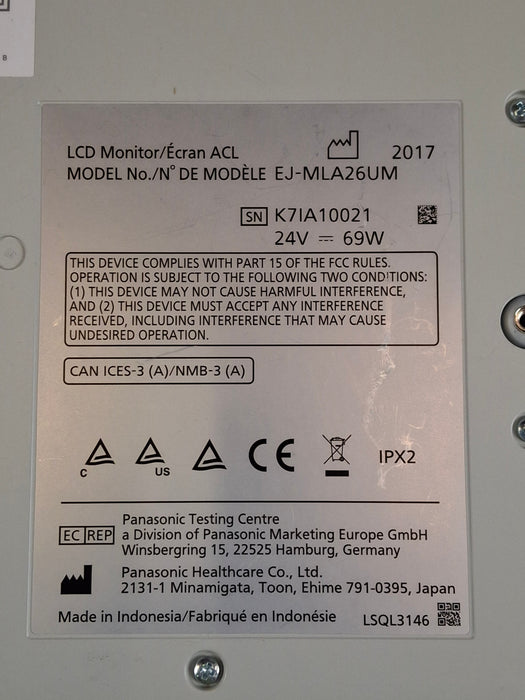 8
LCD Monitor/Écran ACL
2017
MODEL No./N° DE MODÈLE EJ-MLA26UM
SN K7IA10021
24V ⎓ 69W
THIS DEVICE COMPLIES WITH PART 15 OF THE FCC RULES.
OPERATION IS SUBJECT TO THE FOLLOWING TWO CONDITIONS:
(1) THIS DEVICE MAY NOT CAUSE HARMFUL INTERFERENCE,
AND (2) THIS DEVICE MUST ACCEPT ANY INTERFERENCE
RECEIVED, INCLUDING INTERFERENCE THAT MAY CAUSE
UNDESIRED OPERATION.
CAN ICES-3 (A)/NMB-3 (A)
C US CE IPX2
Panasonic Testing Centre
EC REP a Division of Panasonic Marketing Europe GmbH
Winsbergring 15, 22525 Hamburg, Germany
Panasonic Healthcare Co., Ltd.
2131-1 Minamigata, Toon, Ehime 791-0395, Japan
Made in Indonesia/Fabriqué en Indonésie LSQL3146